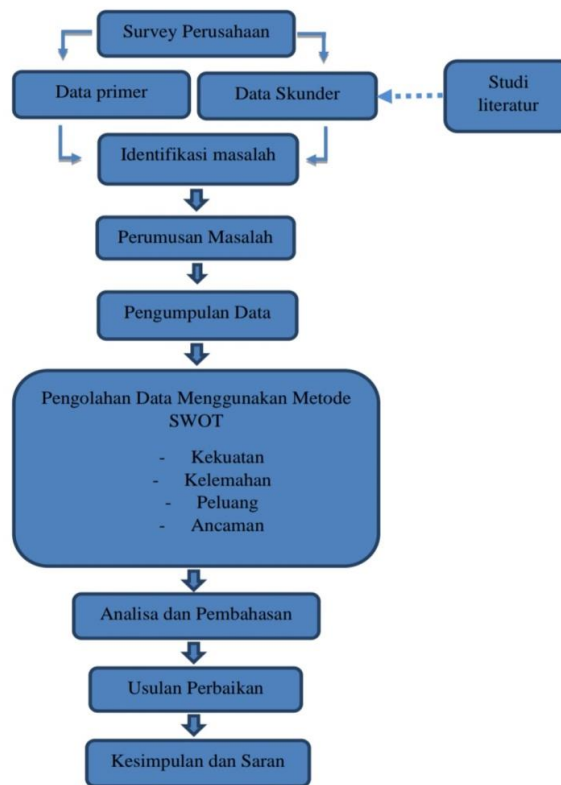 Survey Perusahaan
Data primer
Data Skunder
Studi
literatur
Identifikasi masalah
Perumusan Masalah
Pengumpulan Data
Pengolahan Data Menggunakan Metode
SWOT
- Kekuatan
- Kelemahan
- Peluang
- Ancaman
Analisa dan Pembahasan
Usulan Perbaikan
Kesimpulan dan Saran